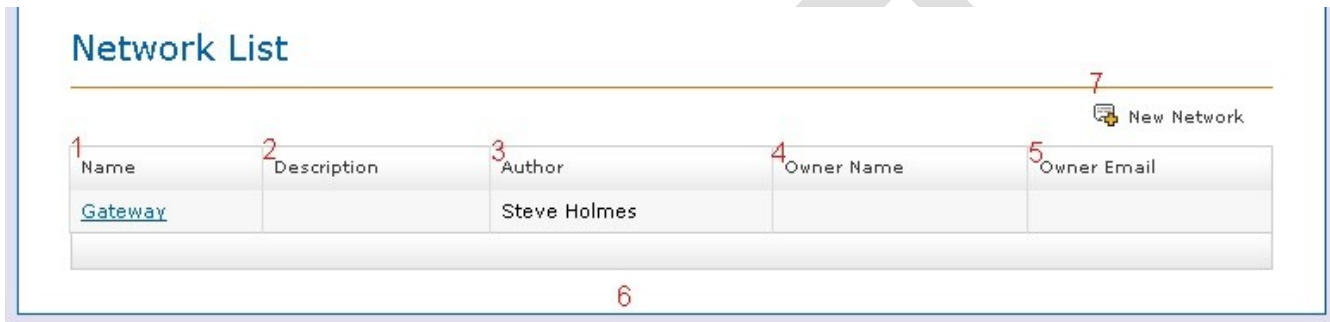 Network List
7
New Network
1 2 3 4 5
Name Description Author Owner Name Owner Email
Gateway Steve Holmes
6